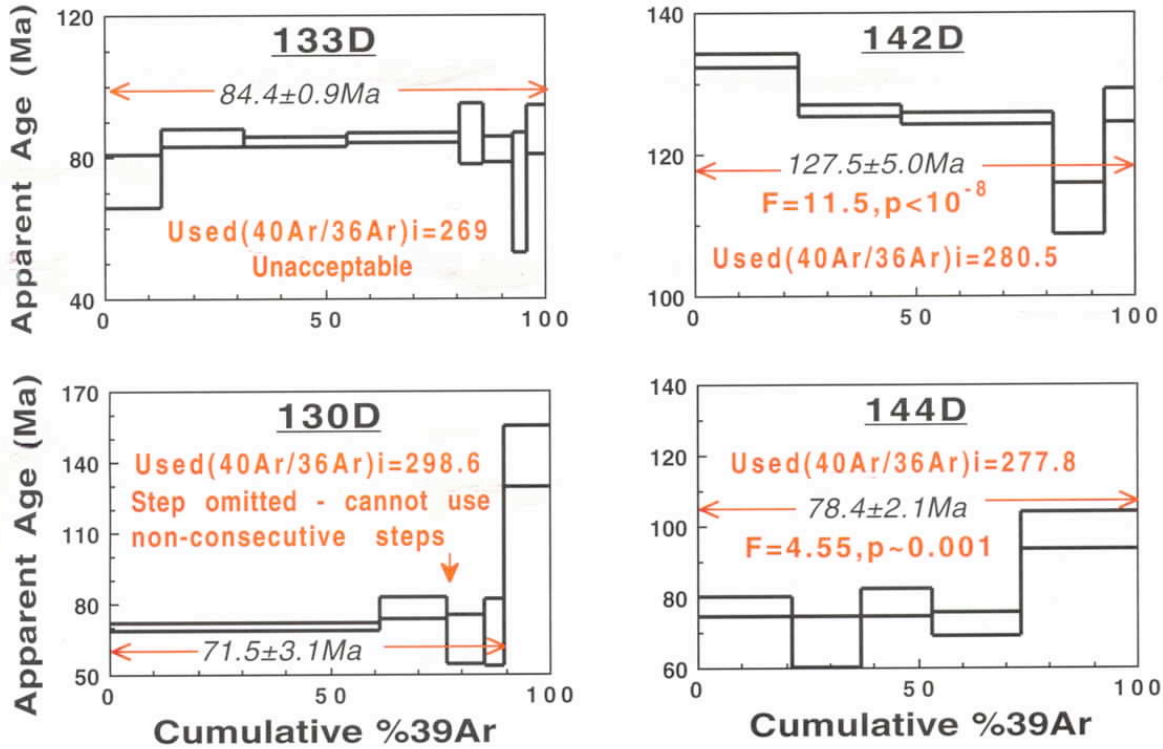 Apparent Age (Ma)
120
80
40
133D
84.4±0.9Ma
Used(40Ar/36Ar)i=269
Unacceptable
0
50
100
140
120
100
142D
127.5±5.0Ma
F=11.5,p<10⁻⁸
Used(40Ar/36Ar)i=280.5
0
50
100
Apparent Age (Ma)
170
150
110
80
50
130D
Used(40Ar/36Ar)i=298.6
Step omitted - cannot use
non-consecutive steps
71.5±3.1Ma
0
50
100
Cumulative %39Ar
140
120
100
80
60
144D
Used(40Ar/36Ar)i=277.8
78.4±2.1Ma
F=4.55,p~0.001
0
50
100
Cumulative %39Ar